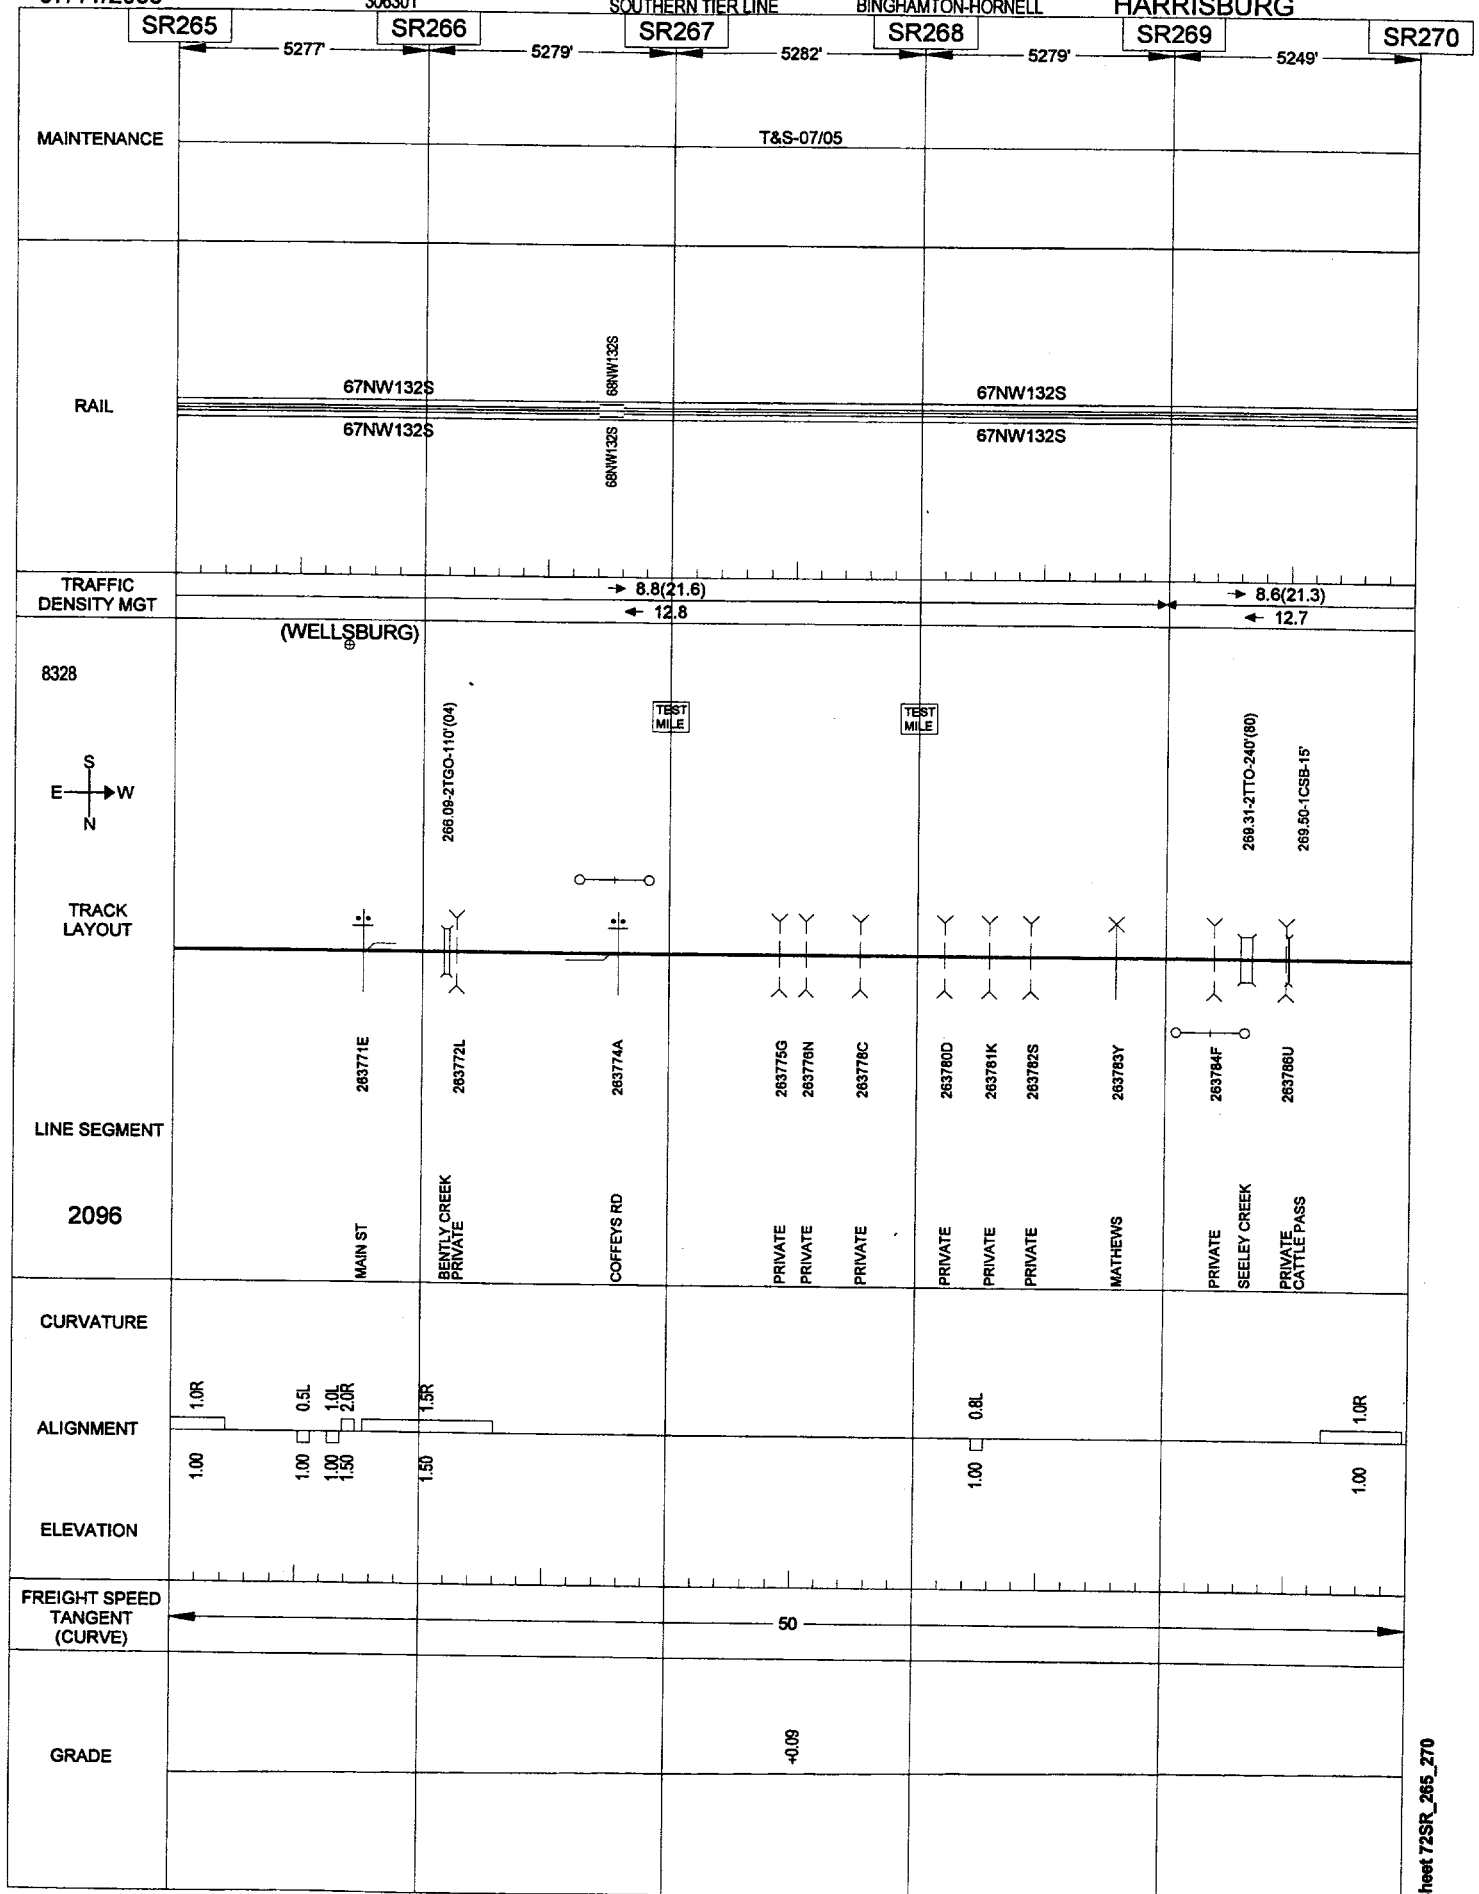 306301 SOUTHERN TIER LINE BINGHAMTON-HORNELL HARRISBURG
SR265 SR266 SR267 SR268 SR269 SR270
5277' 5279' 5282' 5279' 5249'
MAINTENANCE T&S-07/05
68NW132S
67NW132S 67NW132S
RAIL
67NW132S 67NW132S
68NW132S
TRAFFIC
DENSITY MGT
8.8(21.6) 8.6(21.3)
12.8 12.7
(WELLSBURG)
8328
TEST
MILE
TEST
MILE
266.09-2TGO-110'(04)
269.31-2TTO-240'(80)
269.50-1CSB-15'
S
E W
N
TRACK
LAYOUT
263771E
263772L
263774A
263775G
263776N
263778C
263780D
263781K
263782S
263783Y
263784F
263786U
LINE SEGMENT
2096
MAIN ST
BENTLY CREEK
PRIVATE
COFFEYS RD
PRIVATE
PRIVATE
PRIVATE
PRIVATE
PRIVATE
PRIVATE
MATHEWS
PRIVATE
SEELEY CREEK
PRIVATE
CATTLE PASS
CURVATURE
1.0R 0.5L 1.0L 2.0R 1.5R 0.8L 1.0R
ALIGNMENT
1.00 1.00 1.00 1.50 1.50 1.00 1.00
ELEVATION
FREIGHT SPEED
TANGENT
(CURVE)
50
GRADE +0.09
72SR_265_270